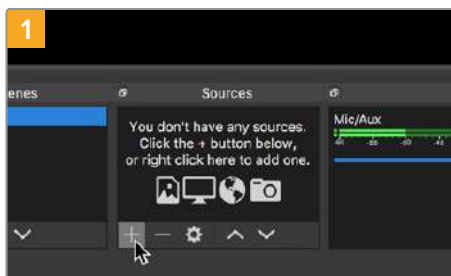 1
enes
Sources
You don't have any sources.
Click the + button below,
or right click here to add one.
Mic/Aux